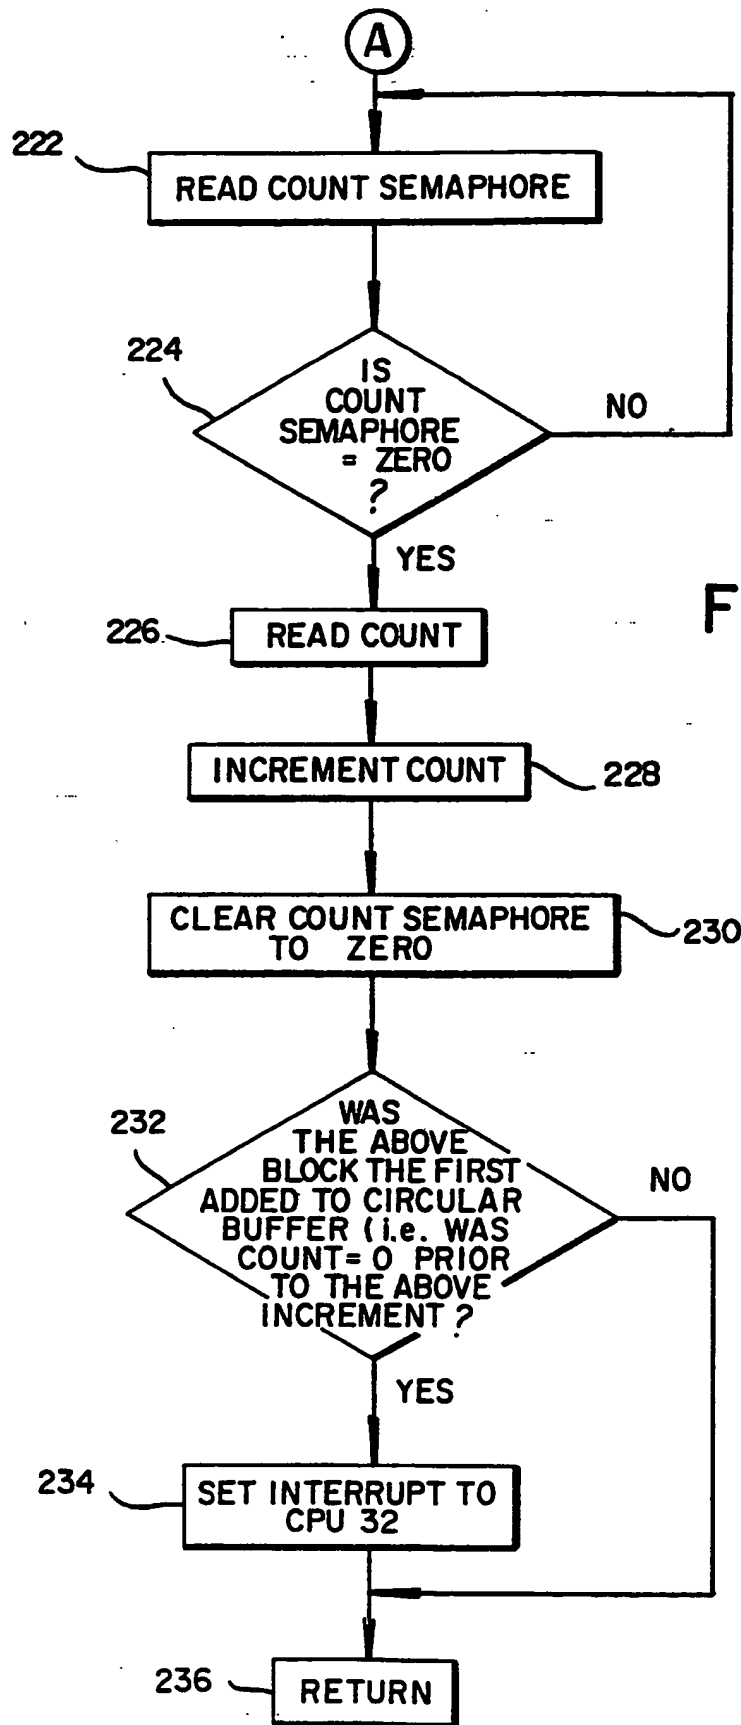 A
222
READ COUNT SEMAPHORE
224
IS
COUNT
SEMAPHORE
= ZERO
?
NO
YES
F
226
READ COUNT
INCREMENT COUNT
228
CLEAR COUNT SEMAPHORE
TO ZERO
230
232
WAS
THE ABOVE
BLOCK THE FIRST
ADDED TO CIRCULAR
BUFFER (i.e. WAS
COUNT= 0 PRIOR
TO THE ABOVE
INCREMENT ?
NO
YES
234
SET INTERRUPT TO
CPU 32
236
RETURN